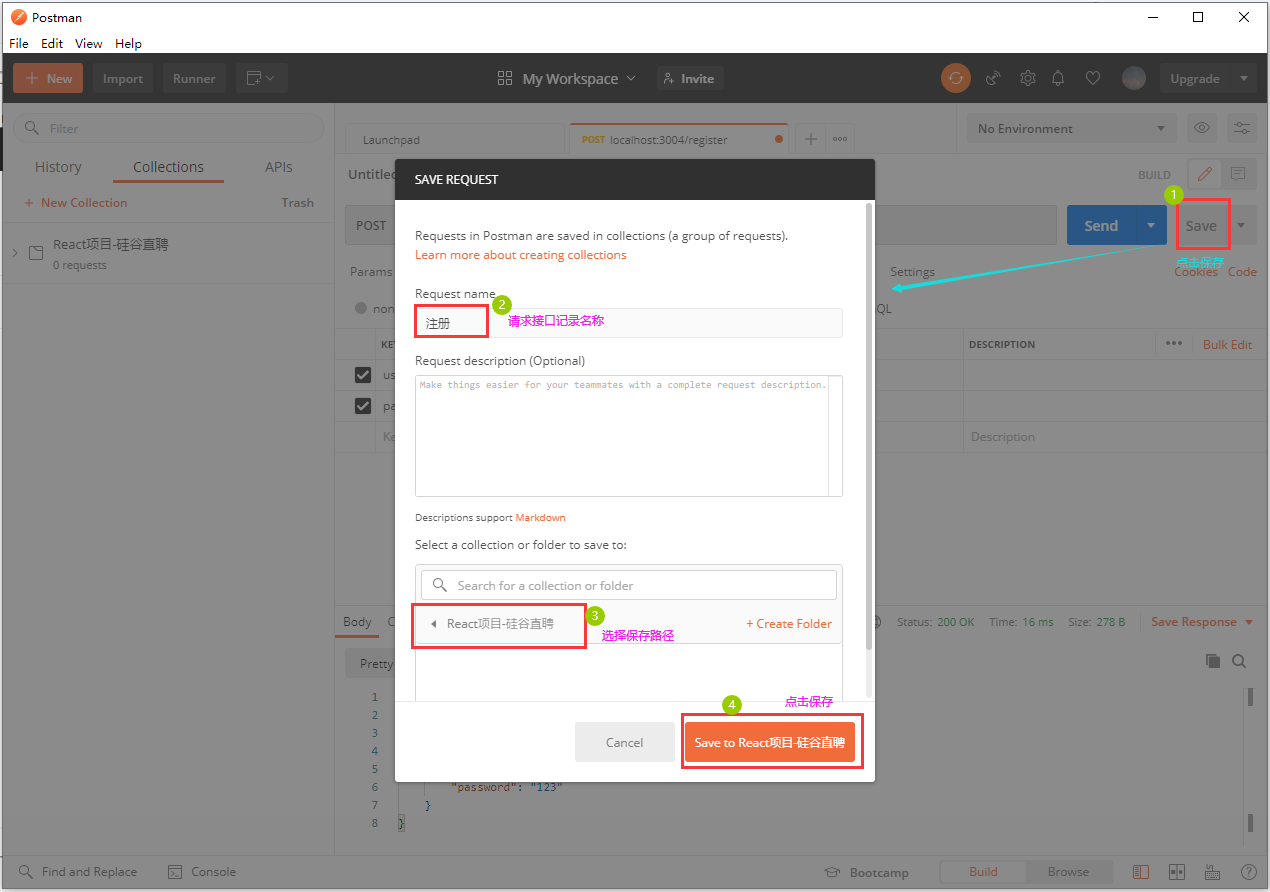 Postman
File Edit View Help
New Import Runner My Workspace Invite Upgrade
Filter
History Collections APIs
New Collection Trash
React项目-硅谷直聘
0 requests
Launchpad POST localhost:3004/register No Environment
BUILD
1
POST Send Save
点击保存
Params Settings Cookies Code
DESCRIPTION Bulk Edit
Description
SAVE REQUEST
Requests in Postman are saved in collections (a group of requests).
Learn more about creating collections
Request name
2
注册 请求接口记录名称
Request description (Optional)
Make things easier for your teammates with a complete request description.
Descriptions support Markdown
Select a collection or folder to save to:
Search for a collection or folder
3
React项目-硅谷直聘 + Create Folder
选择保存路径
4 点击保存
Cancel Save to React项目-硅谷直聘
Body Status: 200 OK Time: 16 ms Size: 278 B Save Response
Pretty
1
2
3
4
5
6 "password": "123"
7 }
8 }
Find and Replace Console Bootcamp Build Browse